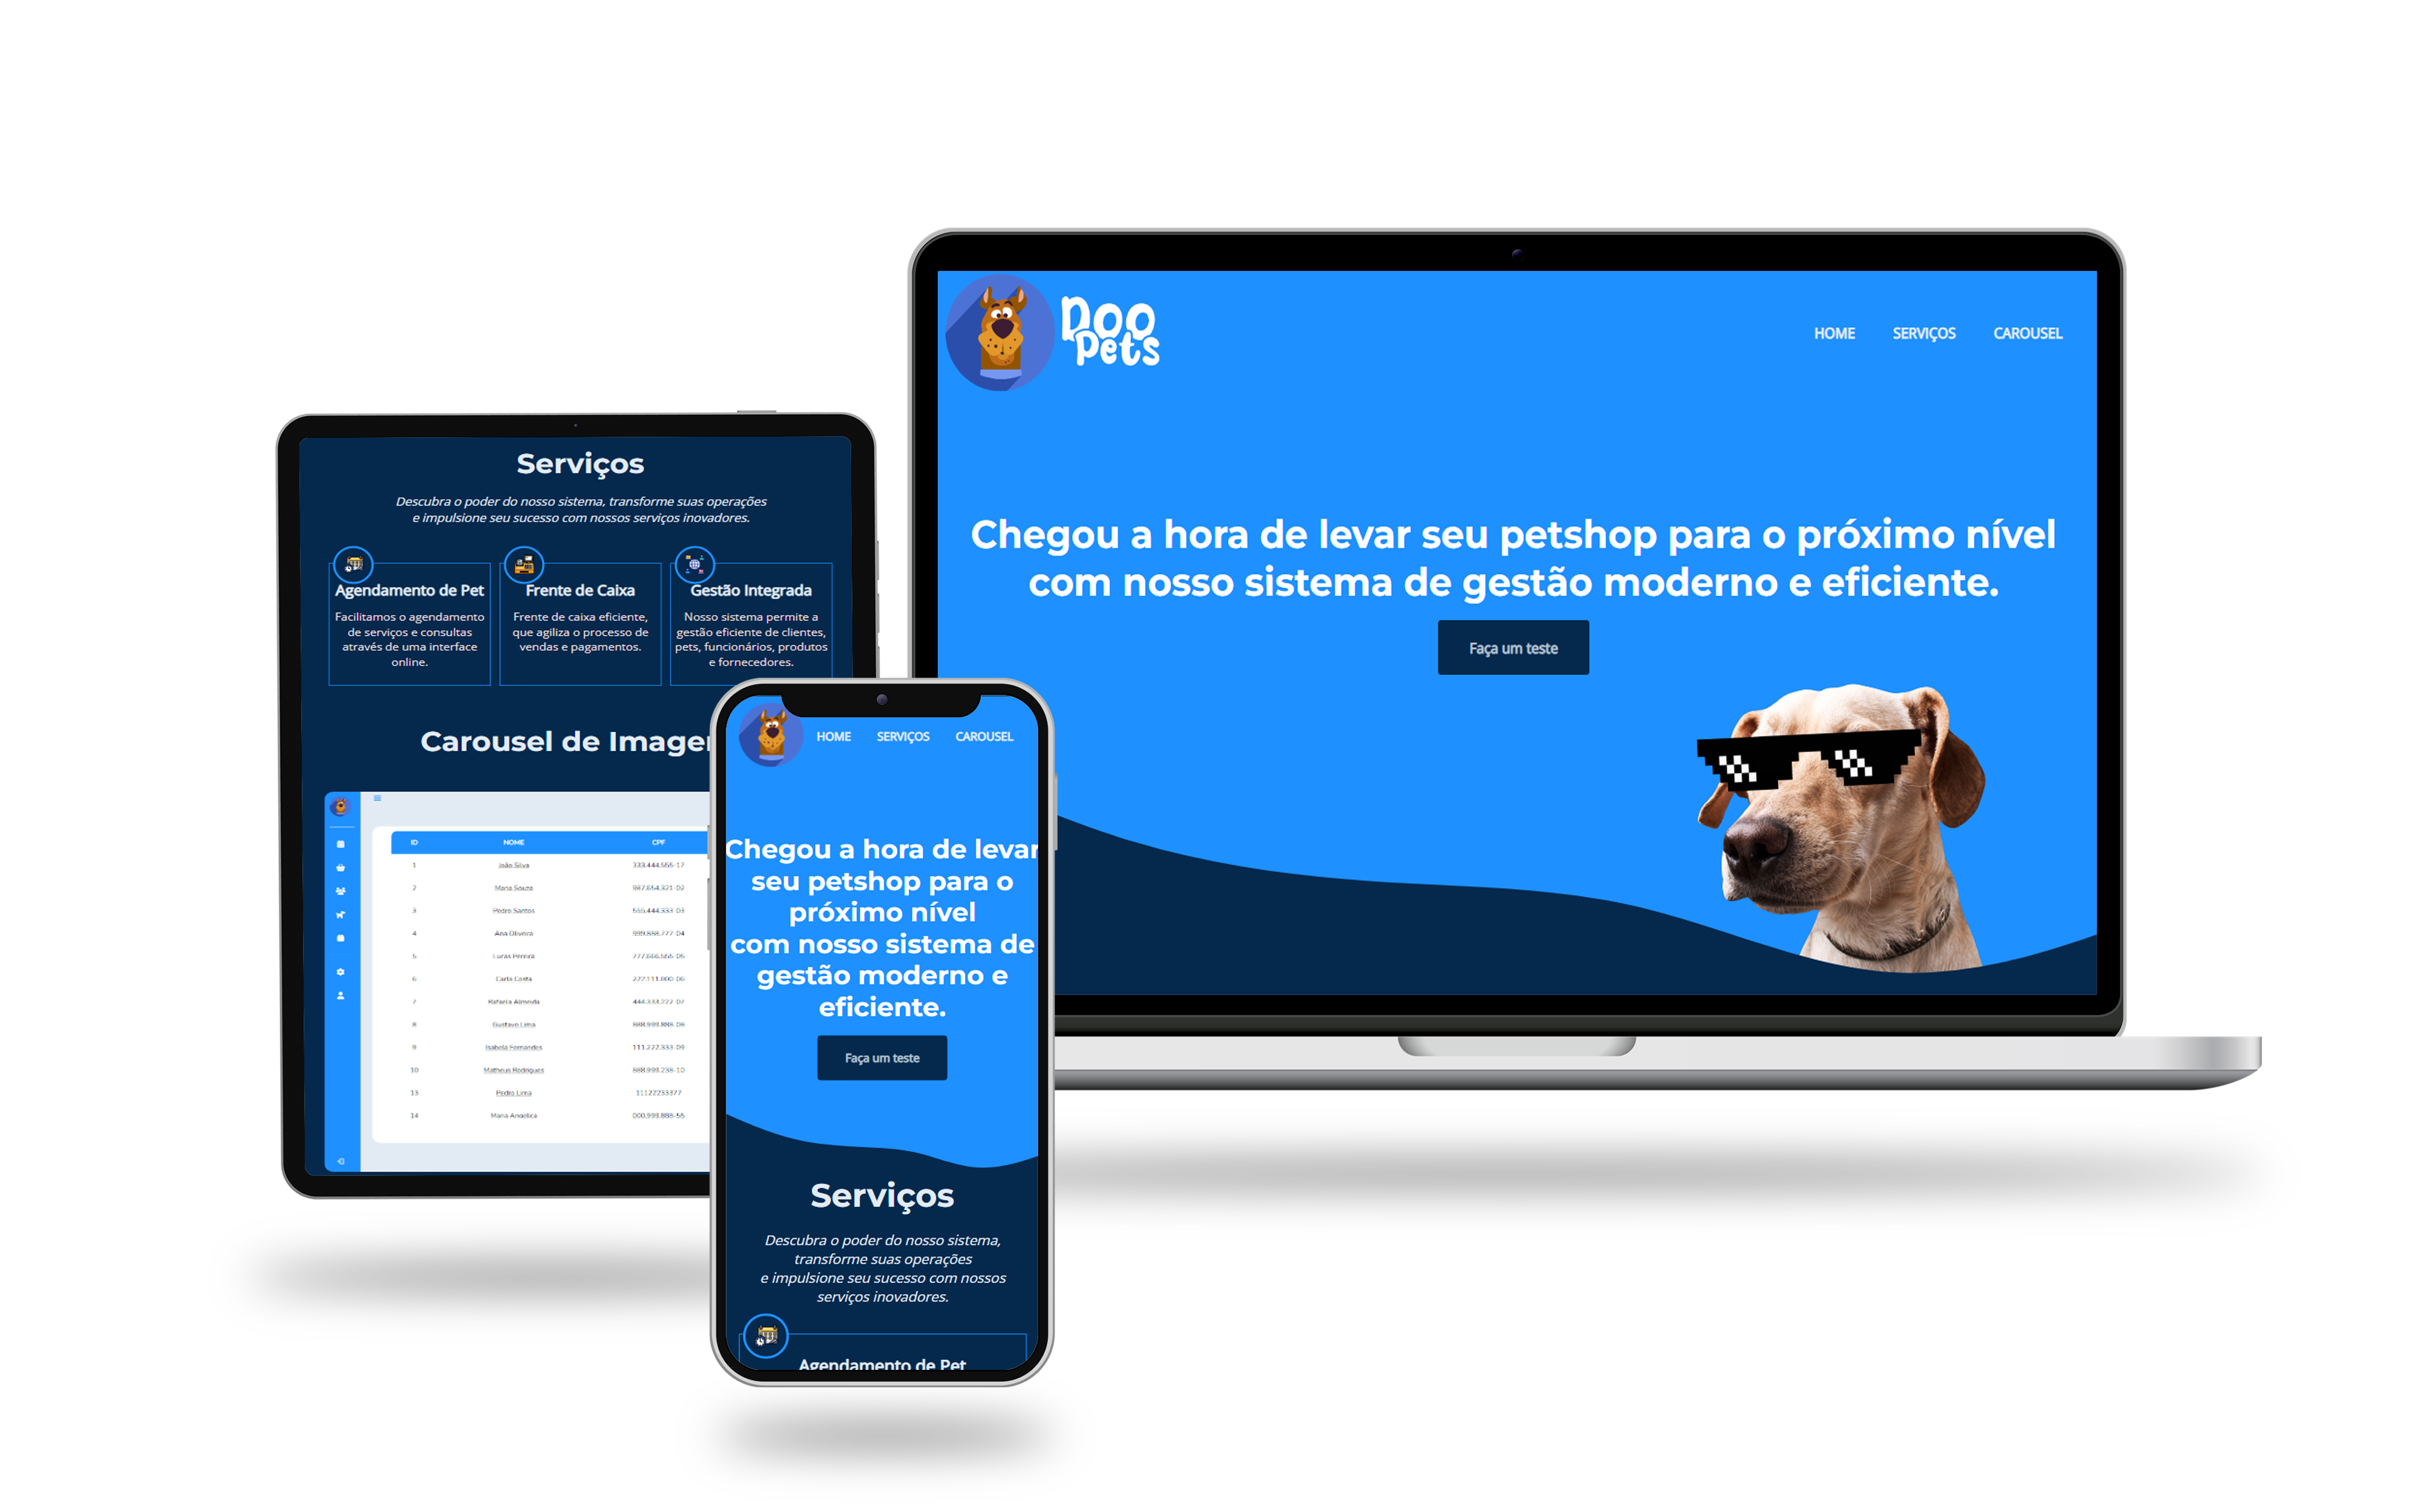 Doo
Pets
HOME SERVIÇOS CAROUSEL
Chegou a hora de levar seu petshop para o próximo nível
com nosso sistema de gestão moderno e eficiente.
Faça um teste
Serviços
Descubra o poder do nosso sistema, transforme suas operações
e impulsione seu sucesso com nossos serviços inovadores.
Agendamento de Pet
Facilitamos o agendamento
de serviços e consultas
através de uma interface
online.
Frente de Caixa
Frente de caixa eficiente,
que agiliza o processo de
vendas e pagamentos.
Gestão Integrada
Nosso sistema permite a
gestão eficiente de clientes,
pets, funcionários, produtos
e fornecedores.
Carousel de Image
ID NOME CPF
1 João Silva 333.444.555-17
2 Maria Souza 987.654.321-02
3 Pedro Santos 555.444.333-03
4 Ana Oliveira 999.888.777-04
5 Lucas Pereira 777.666.555-05
6 Carla Costa 222.111.000-06
7 Rafaela Almeida 444.333.222-07
8 Gustavo Lima 888.999.888-08
9 Isabela Fernandes 111.222.333-09
10 Matheus Rodrigues 888.999.238-10
13 Pedro Lima 11122233377
14 Maria Angelica 000.999.888-55
HOME SERVIÇOS CAROUSEL
Chegou a hora de levar
seu petshop para o
próximo nível
com nosso sistema de
gestão moderno e
eficiente.
Faça um teste
Serviços
Descubra o poder do nosso sistema,
transforme suas operações
e impulsione seu sucesso com nossos
serviços inovadores.
Agendamento de Pet